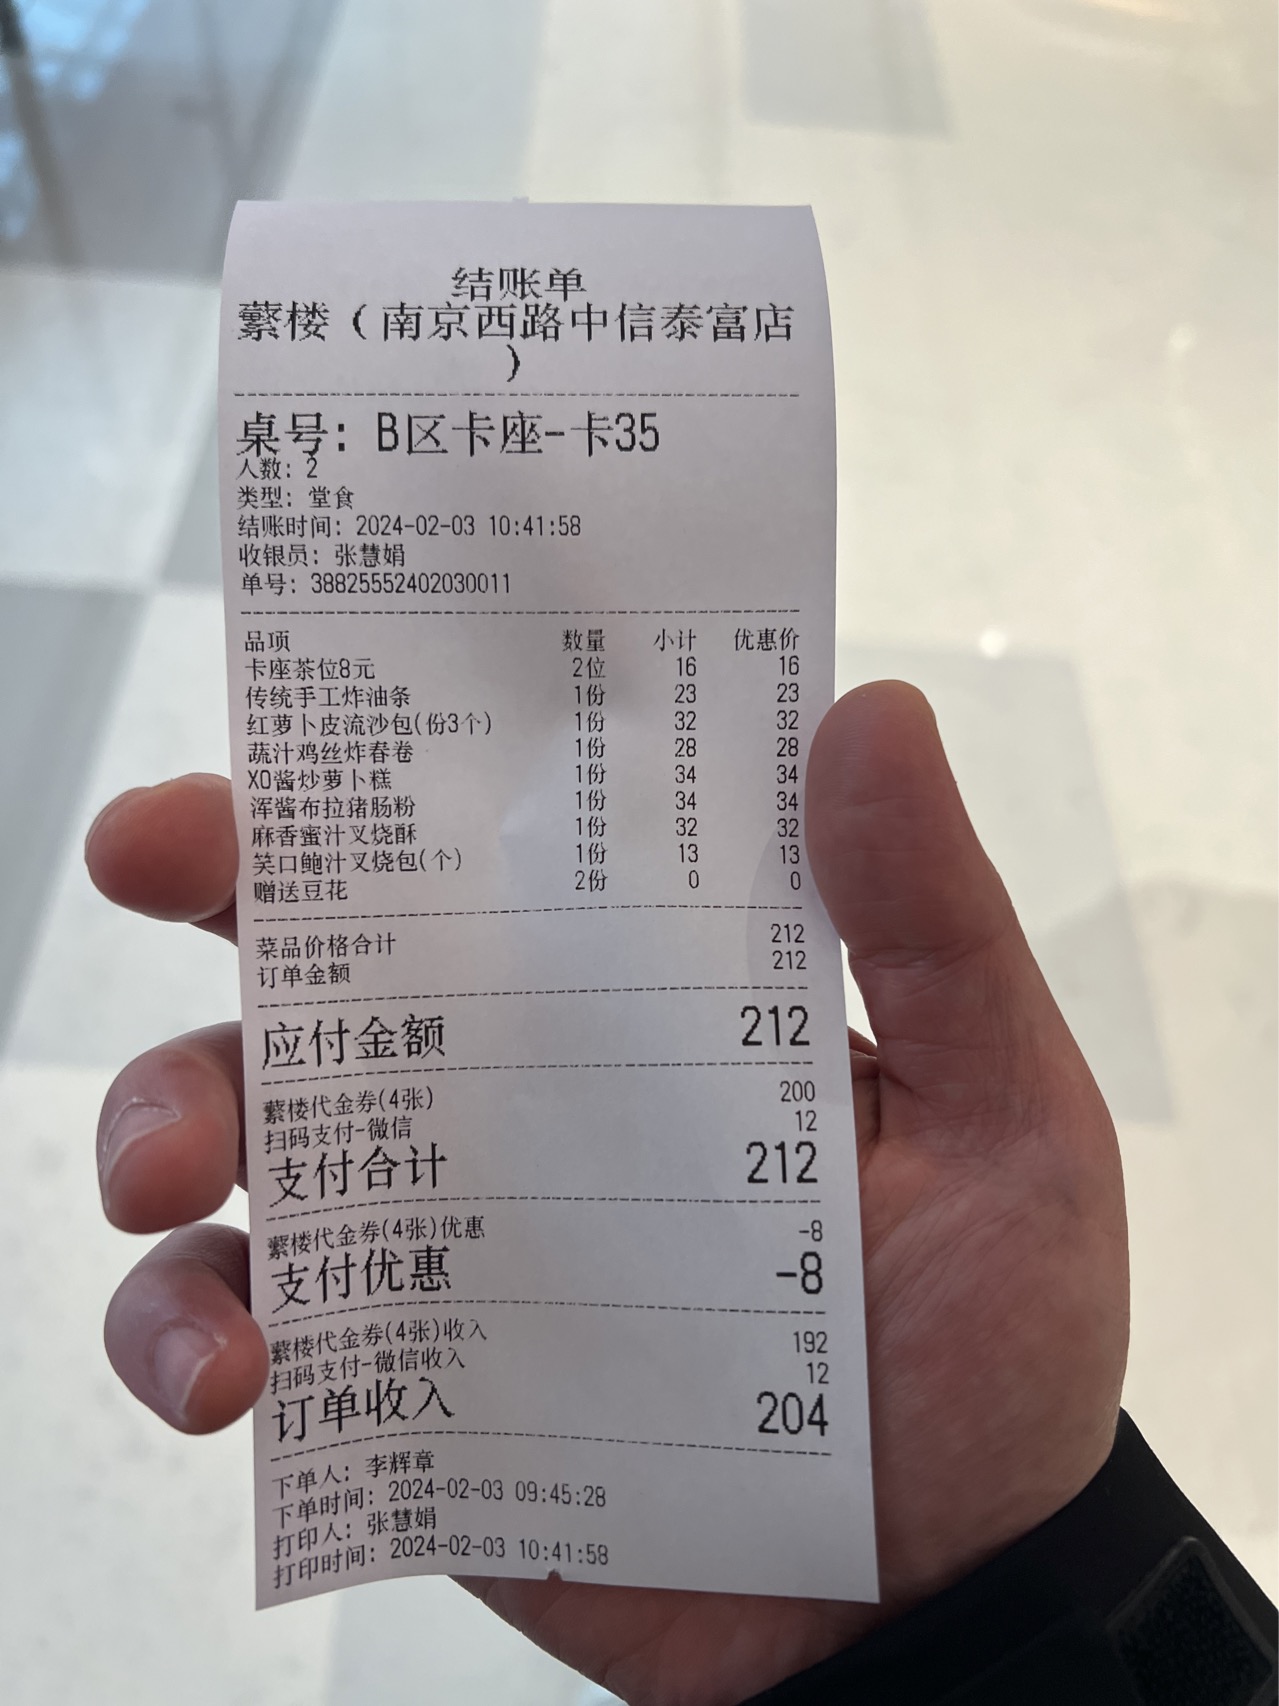 结账单
蘩楼（南京西路中信泰富店
）
桌号：B区卡座-卡35
人数：2
类型：堂食
结账时间：2024-02-03 10:41:58
收银员：张慧娟
单号：38825552402030011
品项 数量 小计 优惠价
卡座茶位8元 2位 16 16
传统手工炸油条 1份 23 23
红萝卜皮流沙包(份3个) 1份 32 32
蔬汁鸡丝炸春卷 1份 28 28
XO酱炒萝卜糕 1份 34 34
浑酱布拉猪肠粉 1份 34 34
麻香蜜汁叉烧酥 1份 32 32
笑口鲍汁叉烧包(个) 1份 13 13
赠送豆花 2份 0 0
菜品价格合计 212
订单金额 212
应付金额 212
蘩楼代金券(4张) 200
扫码支付-微信 12
支付合计 212
蘩楼代金券(4张)优惠 -8
支付优惠 -8
蘩楼代金券(4张)收入 192
扫码支付-微信收入 12
订单收入 204
下单人：李辉章
下单时间：2024-02-03 09:45:28
打印人：张慧娟
打印时间：2024-02-03 10:41:58